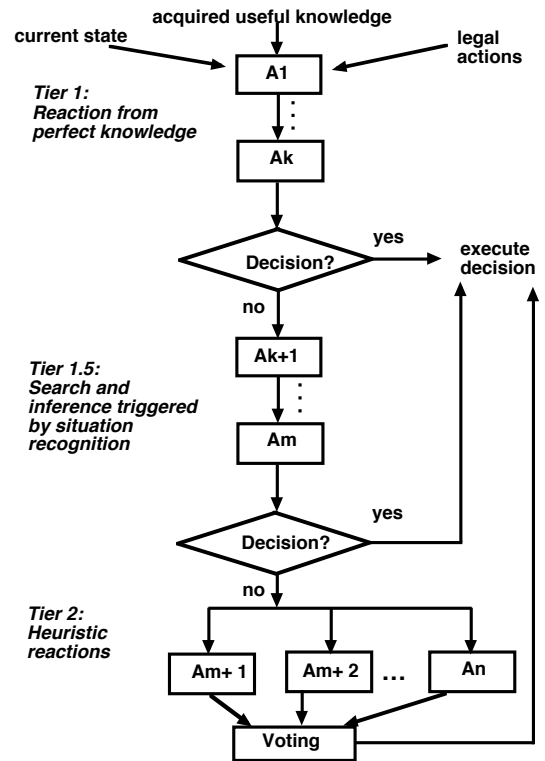 acquired useful knowledge
current state
legal
actions
A1
Tier 1:
Reaction from
perfect knowledge
Ak
Decision?
yes
execute
decision
no
Ak+1
Tier 1.5:
Search and
inference triggered
by situation
recognition
Am
Decision?
yes
no
Tier 2:
Heuristic
reactions
Am+ 1
Am+ 2
...
An
Voting